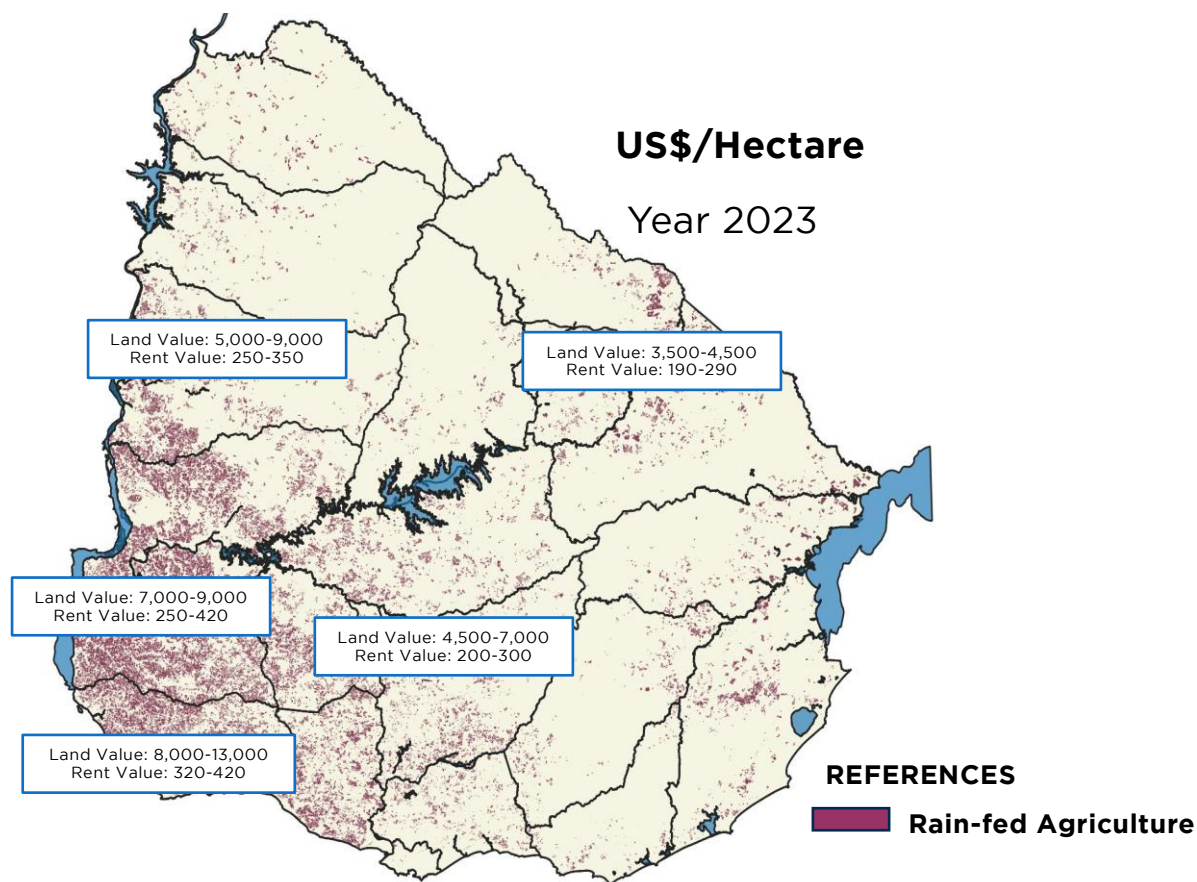 US$/Hectare
Year 2023
Land Value: 5,000-9,000
Rent Value: 250-350
Land Value: 3,500-4,500
Rent Value: 190-290
Land Value: 7,000-9,000
Rent Value: 250-420
Land Value: 4,500-7,000
Rent Value: 200-300
Land Value: 8,000-13,000
Rent Value: 320-420
REFERENCES
Rain-fed Agriculture